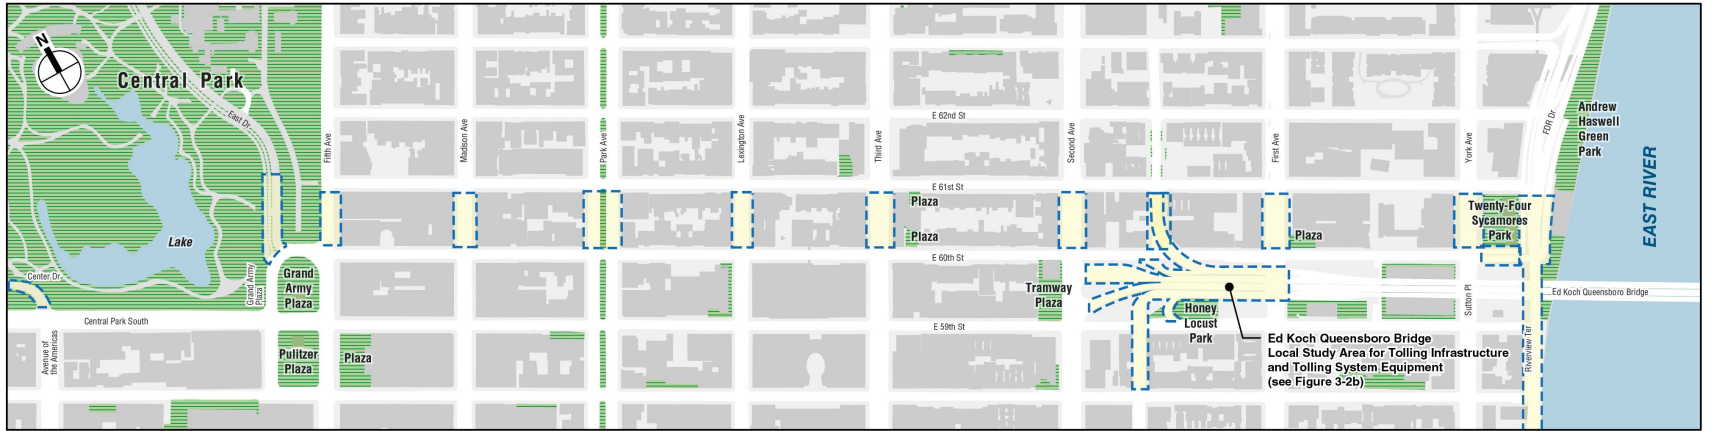 N
Central Park
East Dr
Fifth Ave
Madison Ave
Park Ave
Lexington Ave
Third Ave
Second Ave
First Ave
York Ave
FDR Dr
E 62nd St
Andrew
Haswell
Green
Park
EAST RIVER
E 61st St
Plaza
Plaza
Plaza
Twenty-Four
Sycamores
Park
Lake
Center Dr
Grand Army
Plaza
Grand
Army
Plaza
E 60th St
Tramway
Plaza
Honey
Locust
Park
Sutton Pl
Ed Koch Queensboro Bridge
Central Park South
E 59th St
Avenue of
the Americas
Pulitzer
Plaza
Plaza
Ed Koch Queensboro Bridge
Local Study Area for Tolling Infrastructure
and Tolling System Equipment
(see Figure 3-2b)
Riverview Ter